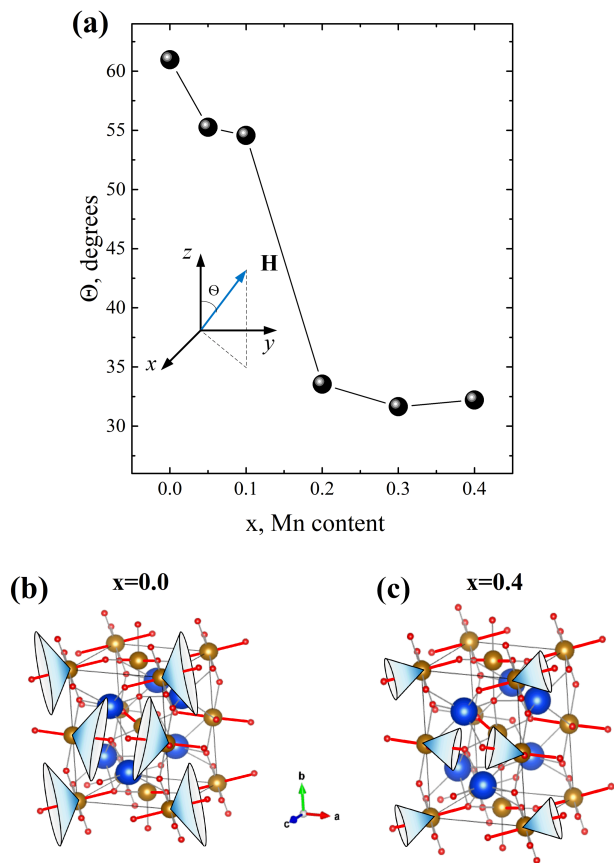 (a)
60
55
50
45
40
35
30
Θ, degrees
z
H
Θ
y
x
0.0 0.1 0.2 0.3 0.4
x, Mn content
(b) x=0.0
(c) x=0.4
b
c a